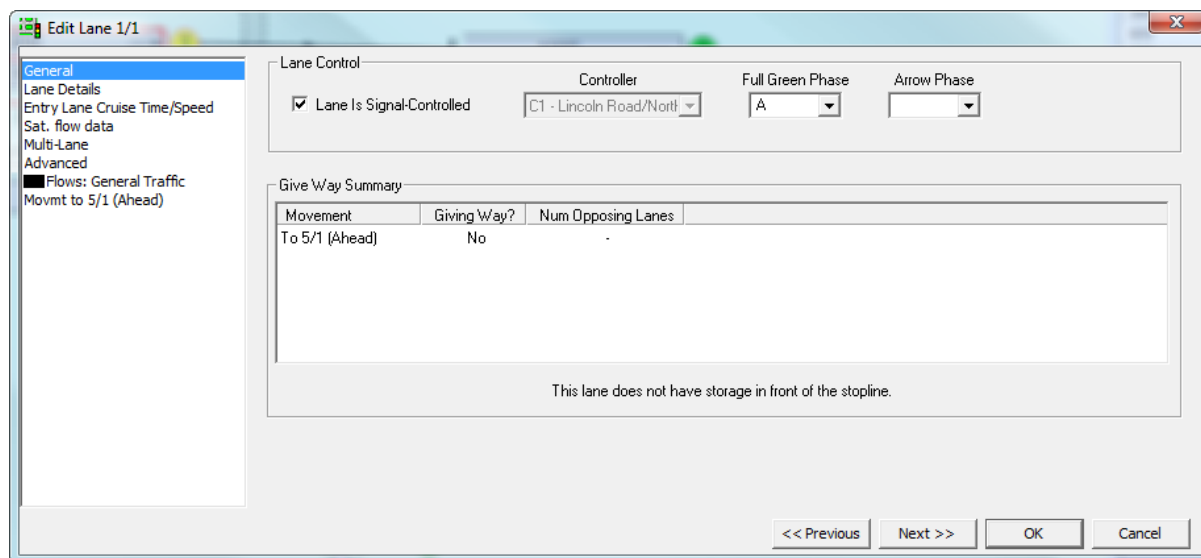 Edit Lane 1/1
General
Lane Details
Entry Lane Cruise Time/Speed
Sat. flow data
Multi-Lane
Advanced
Flows: General Traffic
Movmt to 5/1 (Ahead)
Lane Control
Controller Full Green Phase Arrow Phase
Lane Is Signal-Controlled C1 - Lincoln Road/North A
Give Way Summary
Movement Giving Way? Num Opposing Lanes
To 5/1 (Ahead) No -
This lane does not have storage in front of the stopline.
<< Previous Next >> OK Cancel